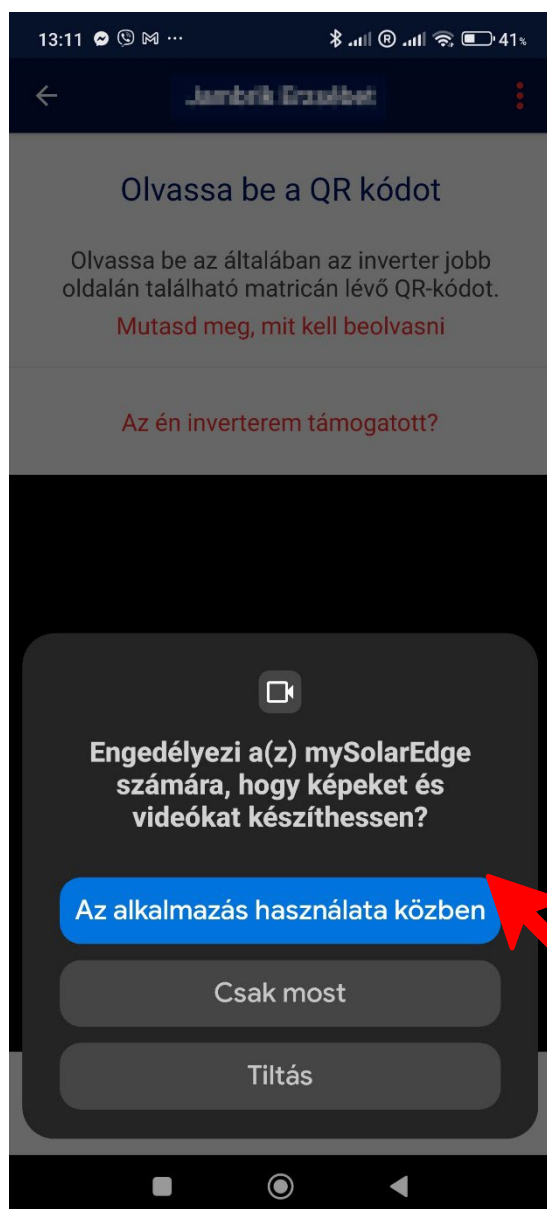 13:11 ··· 41%
Olvassa be a QR kódot
Olvassa be az általában az inverter jobb
oldalán található matricán lévő QR-kódot.
Mutasd meg, mit kell beolvasni
Az én inverterem támogatott?
Engedélyezi a(z) mySolarEdge
számára, hogy képeket és
videókat készíthessen?
Az alkalmazás használata közben
Csak most
Tiltás